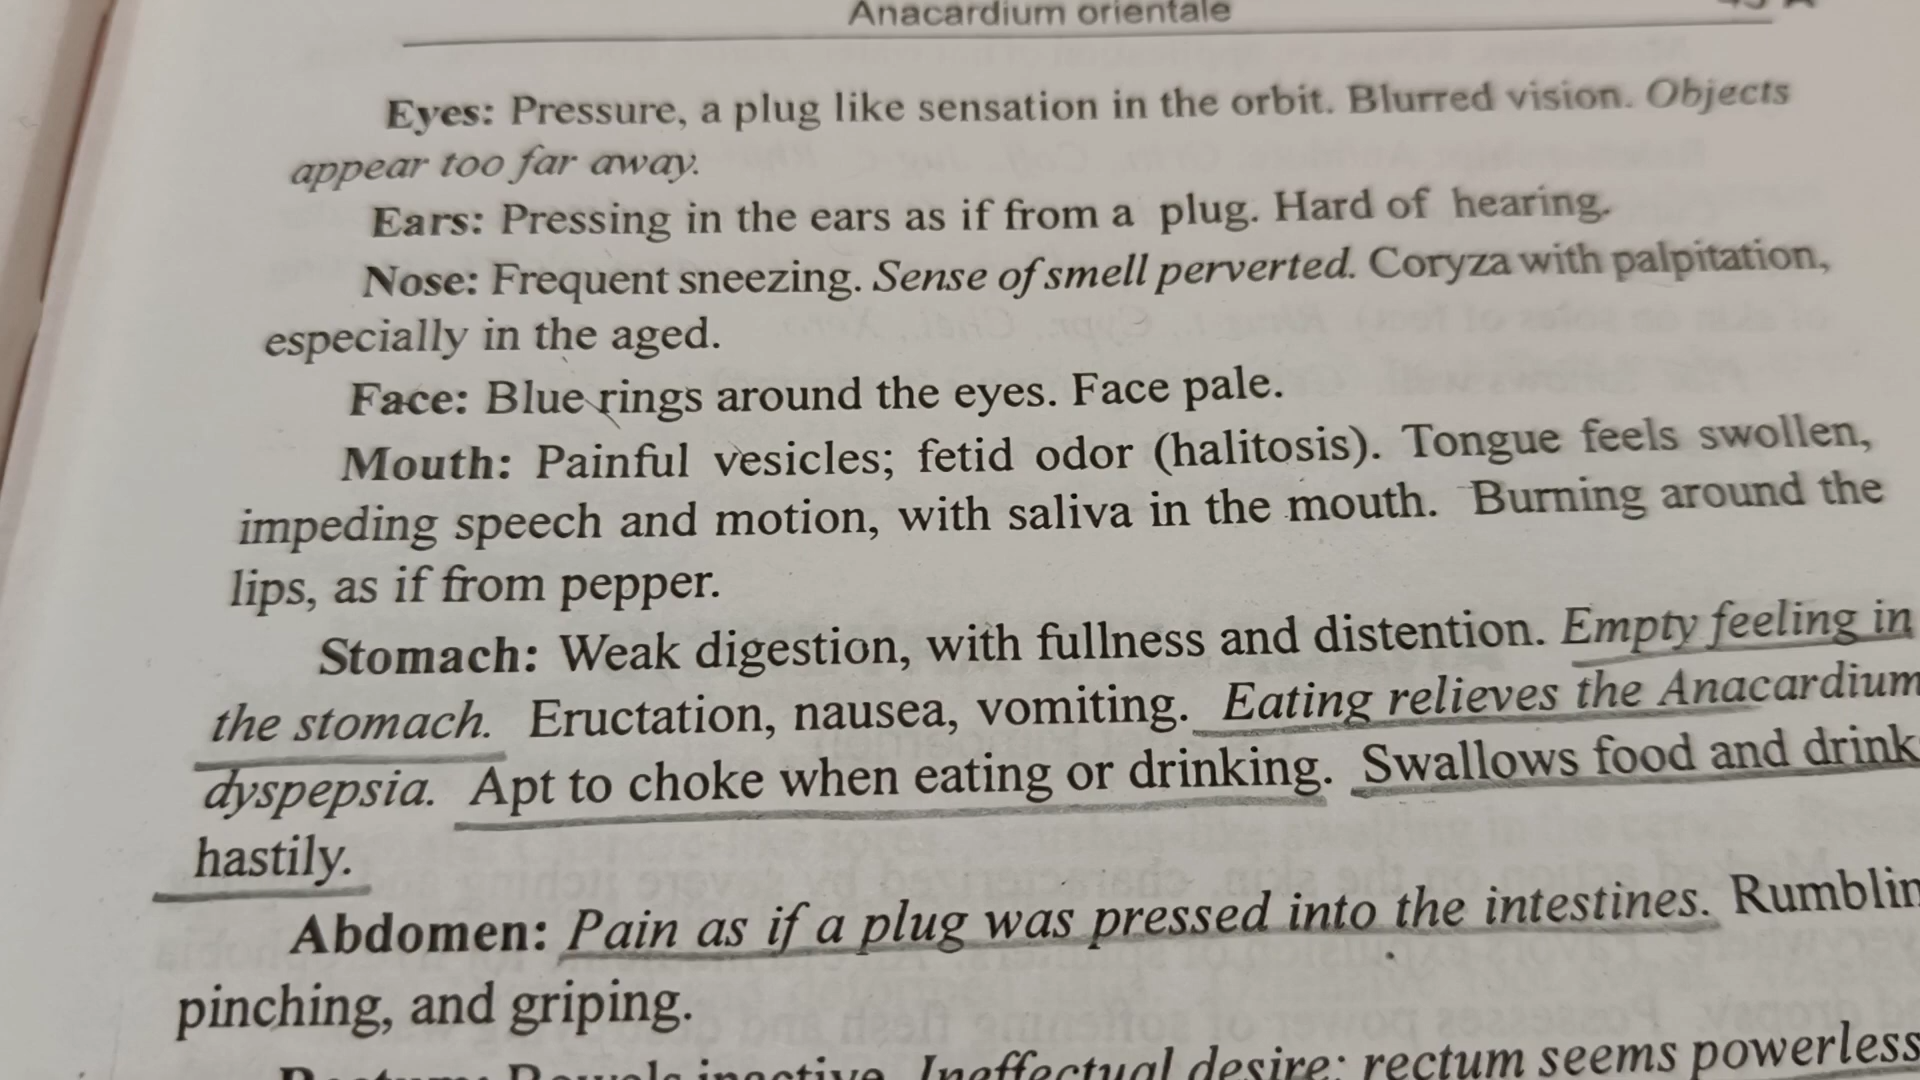 Anacardium orientale
Eyes: Pressure, a plug like sensation in the orbit. Blurred vision. Objects
appear too far away.
Ears: Pressing in the ears as if from a plug. Hard of hearing.
Nose: Frequent sneezing. Sense of smell perverted. Coryza with palpitation,
especially in the aged.
Face: Blue rings around the eyes. Face pale.
Mouth: Painful vesicles; fetid odor (halitosis). Tongue feels swollen,
impeding speech and motion, with saliva in the mouth. Burning around the
lips, as if from pepper.
Stomach: Weak digestion, with fullness and distention. Empty feeling in
the stomach. Eructation, nausea, vomiting. Eating relieves the Anacardium
dyspepsia. Apt to choke when eating or drinking. Swallows food and drink
hastily.
Abdomen: Pain as if a plug was pressed into the intestines. Rumblin
pinching, and griping.
Bowels inactive. Ineffectual desire; rectum seems powerless